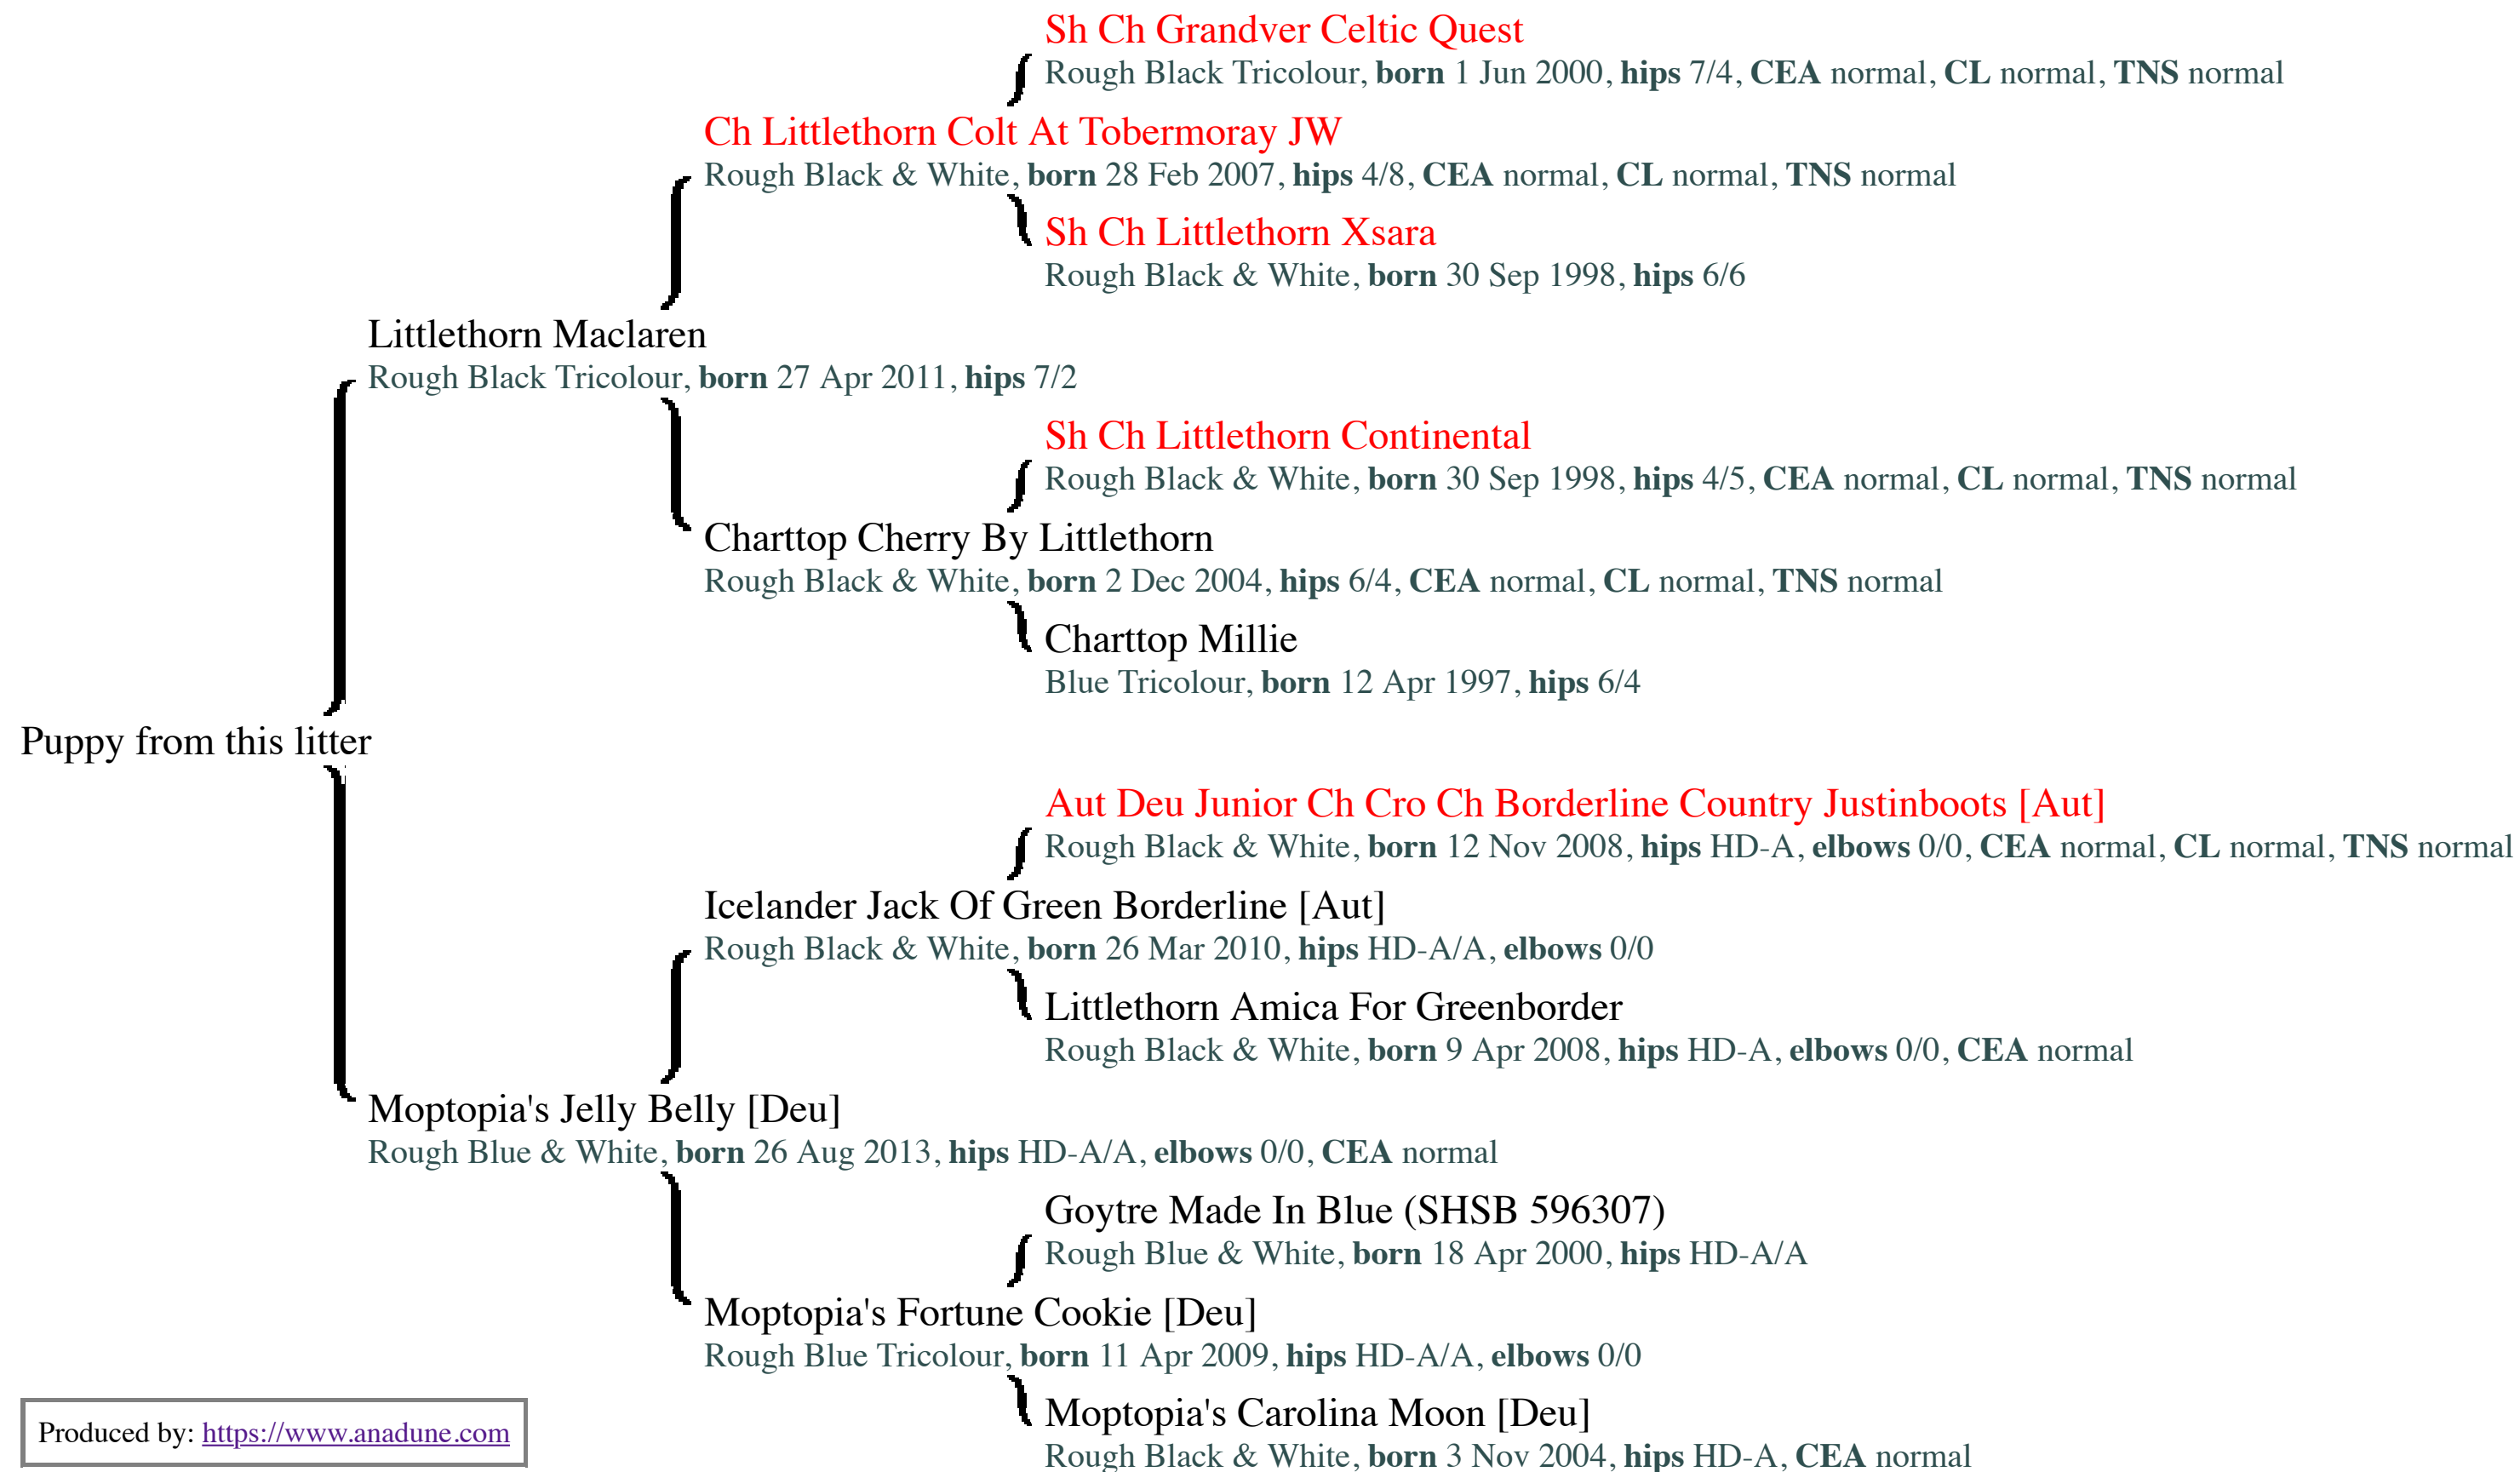 Sh Ch Grandver Celtic Quest
Rough Black Tricolour, born 1 Jun 2000, hips 7/4, CEA normal, CL normal, TNS normal
Ch Littlethorn Colt At Tobermoray JW
Rough Black & White, born 28 Feb 2007, hips 4/8, CEA normal, CL normal, TNS normal
Sh Ch Littlethorn Xsara
Rough Black & White, born 30 Sep 1998, hips 6/6
Littlethorn Maclaren
Rough Black Tricolour, born 27 Apr 2011, hips 7/2
Sh Ch Littlethorn Continental
Rough Black & White, born 30 Sep 1998, hips 4/5, CEA normal, CL normal, TNS normal
Charttop Cherry By Littlethorn
Rough Black & White, born 2 Dec 2004, hips 6/4, CEA normal, CL normal, TNS normal
Charttop Millie
Blue Tricolour, born 12 Apr 1997, hips 6/4
Puppy from this litter
Aut Deu Junior Ch Cro Ch Borderline Country Justinboots [Aut]
Rough Black & White, born 12 Nov 2008, hips HD-A, elbows 0/0, CEA normal, CL normal, TNS normal
Icelander Jack Of Green Borderline [Aut]
Rough Black & White, born 26 Mar 2010, hips HD-A/A, elbows 0/0
Littlethorn Amica For Greenborder
Rough Black & White, born 9 Apr 2008, hips HD-A, elbows 0/0, CEA normal
Moptopia's Jelly Belly [Deu]
Rough Blue & White, born 26 Aug 2013, hips HD-A/A, elbows 0/0, CEA normal
Goytre Made In Blue (SHSB 596307)
Rough Blue & White, born 18 Apr 2000, hips HD-A/A
Moptopia's Fortune Cookie [Deu]
Rough Blue Tricolour, born 11 Apr 2009, hips HD-A/A, elbows 0/0
Moptopia's Carolina Moon [Deu]
Rough Black & White, born 3 Nov 2004, hips HD-A, CEA normal
Produced by: https://www.anadune.com